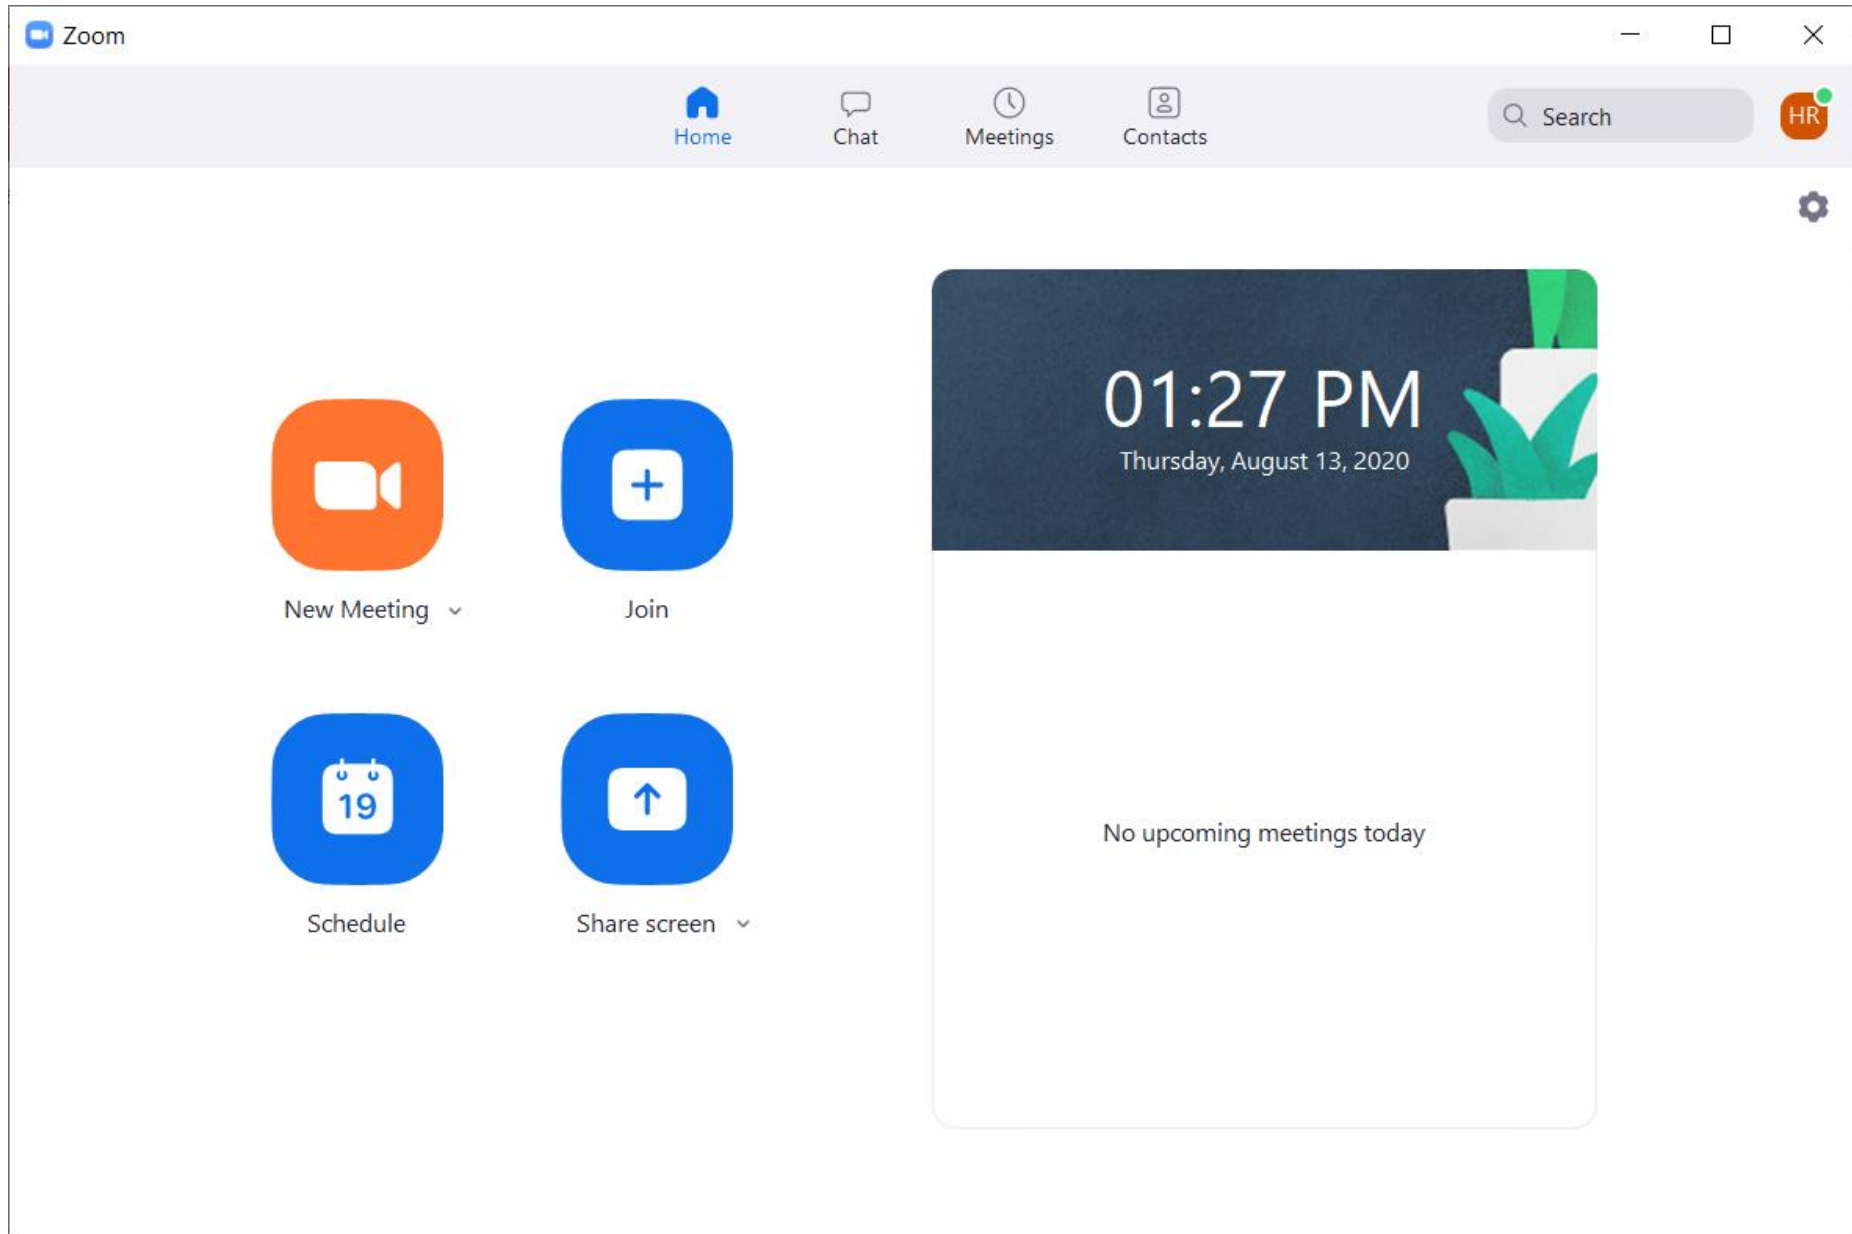 Zoom
Home
Chat
Meetings
Contacts
Search
HR
01:27 PM
Thursday, August 13, 2020
New Meeting
Join
19
Schedule
Share screen
No upcoming meetings today